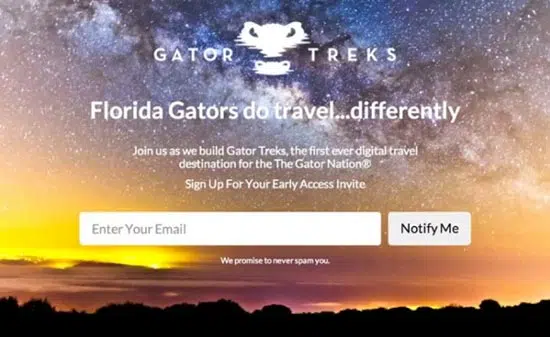 GATOR TREKS
Florida Gators do travel...differently
Join us as we build Gator Treks, the first ever digital travel
destination for the The Gator Nation®
Sign Up For Your Early Access Invite
Enter Your Email Notify Me
We promise to never spam you.